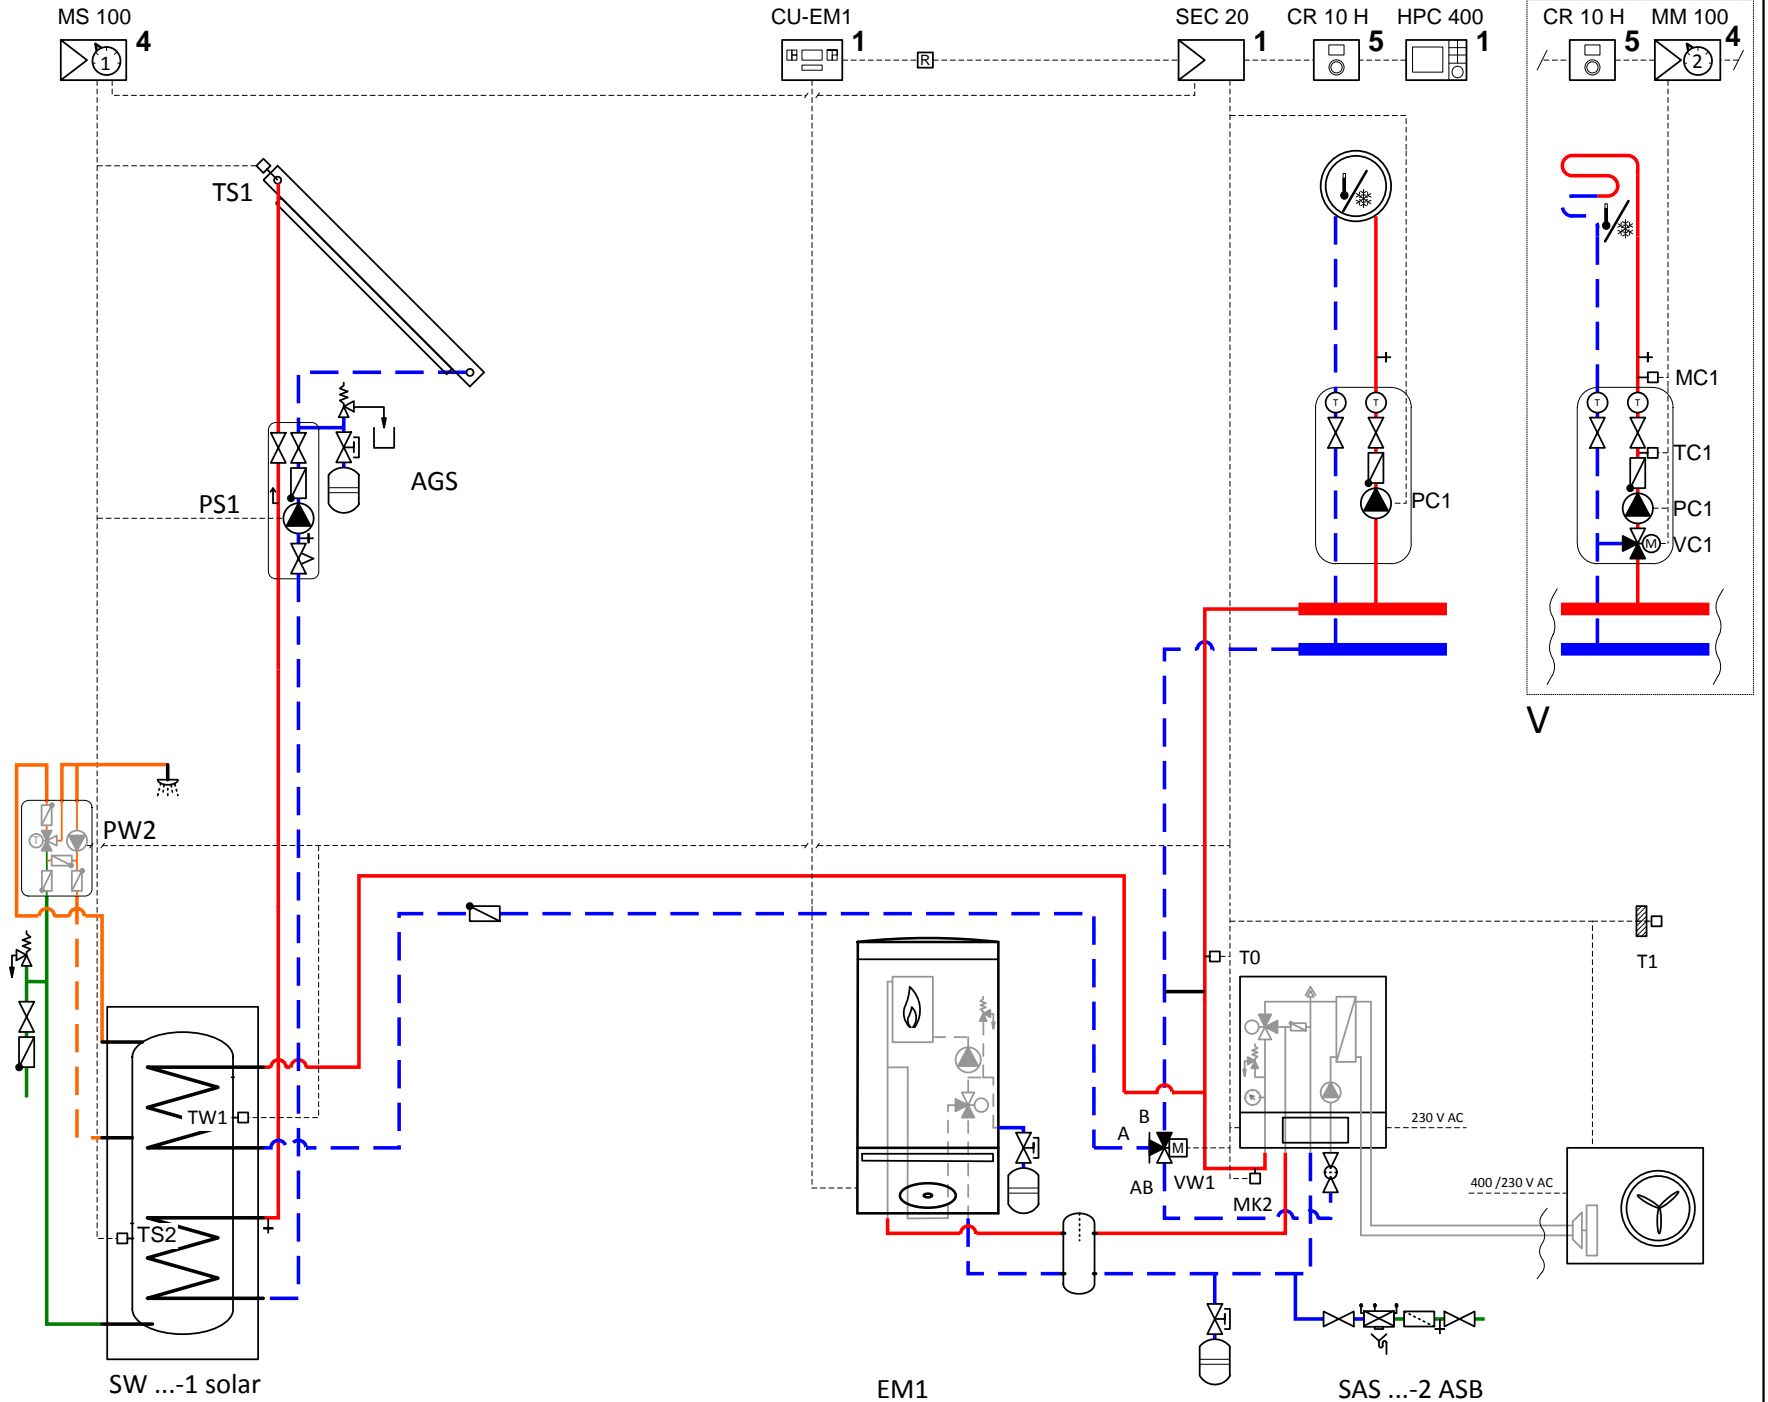 MS 100
CU-EM1
SEC 20
CR 10 H
HPC 400
CR 10 H
MM 100
4
1
1
5
1
5
4
1
R
2
TS1
MC1
T
T
T
T
TC1
AGS
PS1
PC1
PC1
M
VC1
V
PW2
T
T0
T1
B
A
TW1
M
230 V AC
AB
VW1
MK2
400 /230 V AC
TS2
SW ...-1 solar
EM1
SAS ...-2 ASB